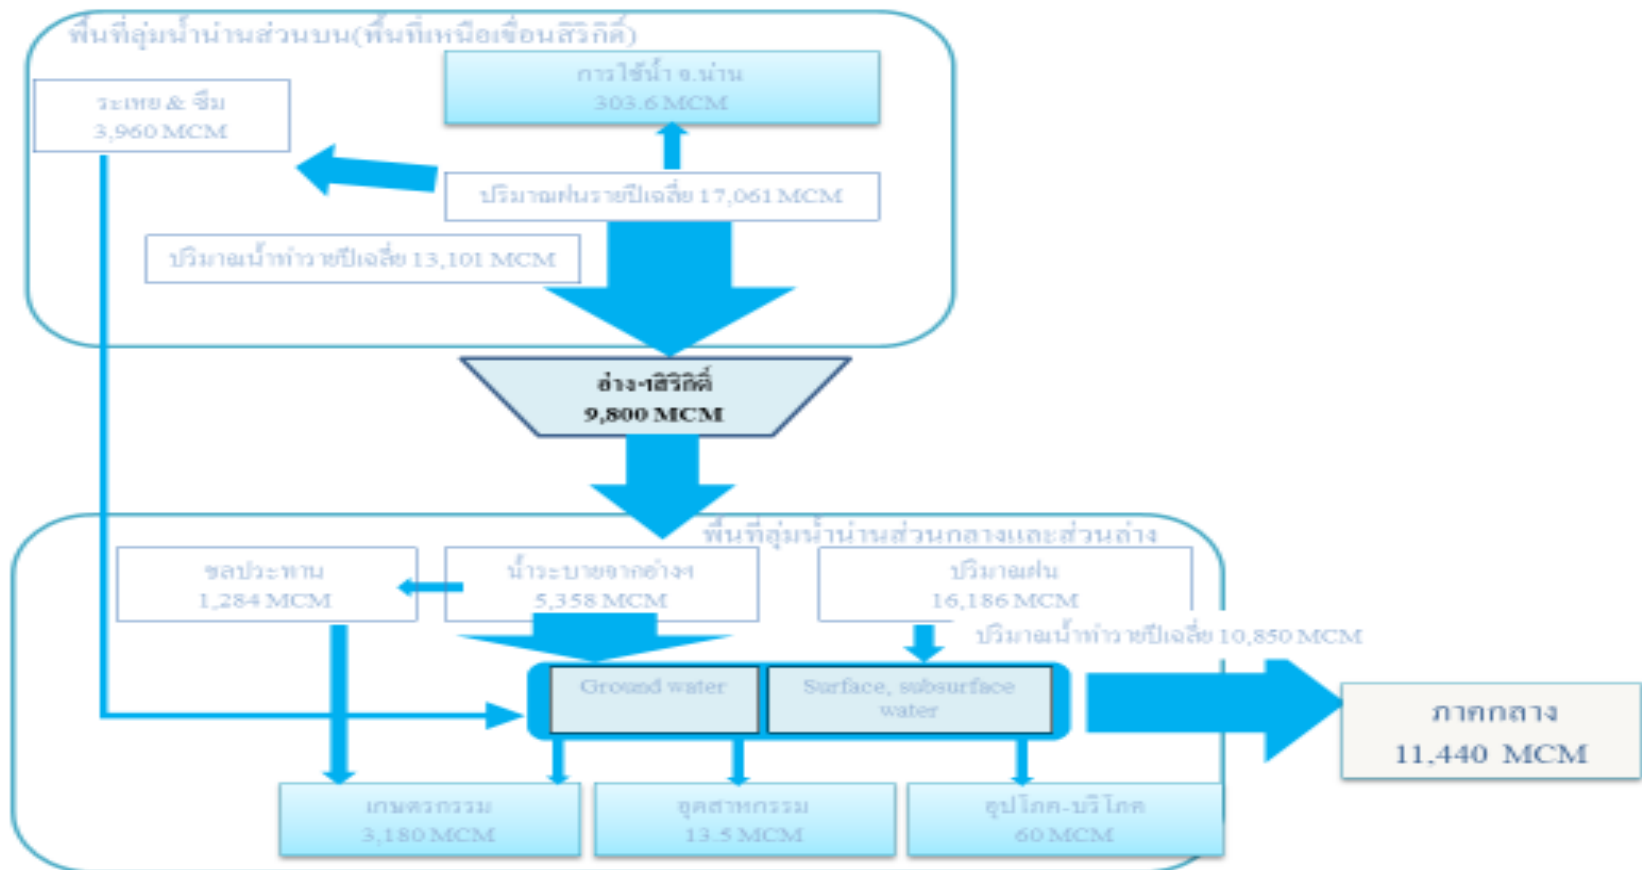 พื้นที่ลุ่มน้ำน่านส่วนบน(พื้นที่เหนือเขื่อนสิริกิติ์)
การใช้น้ำ จ.น่าน
303.6 MCM
ระเหย & ซึม
3,960 MCM
ปริมาณฝนรายปีเฉลี่ย 17,061 MCM
ปริมาณน้ำท่ารายปีเฉลี่ย 13,101 MCM
อ่างฯสิริกิติ์
9,800 MCM
พื้นที่ลุ่มน้ำน่านส่วนกลางและส่วนล่าง
ชลประทาน
1,284 MCM
น้ำระบายจากอ่างฯ
5,358 MCM
ปริมาณฝน
16,186 MCM
ปริมาณน้ำท่ารายปีเฉลี่ย 10,850 MCM
Ground water
Surface, subsurface
water
ภาคกลาง
11,440 MCM
เกษตรกรรม
3,180 MCM
อุตสาหกรรม
13.5 MCM
อุปโภค-บริโภค
60 MCM